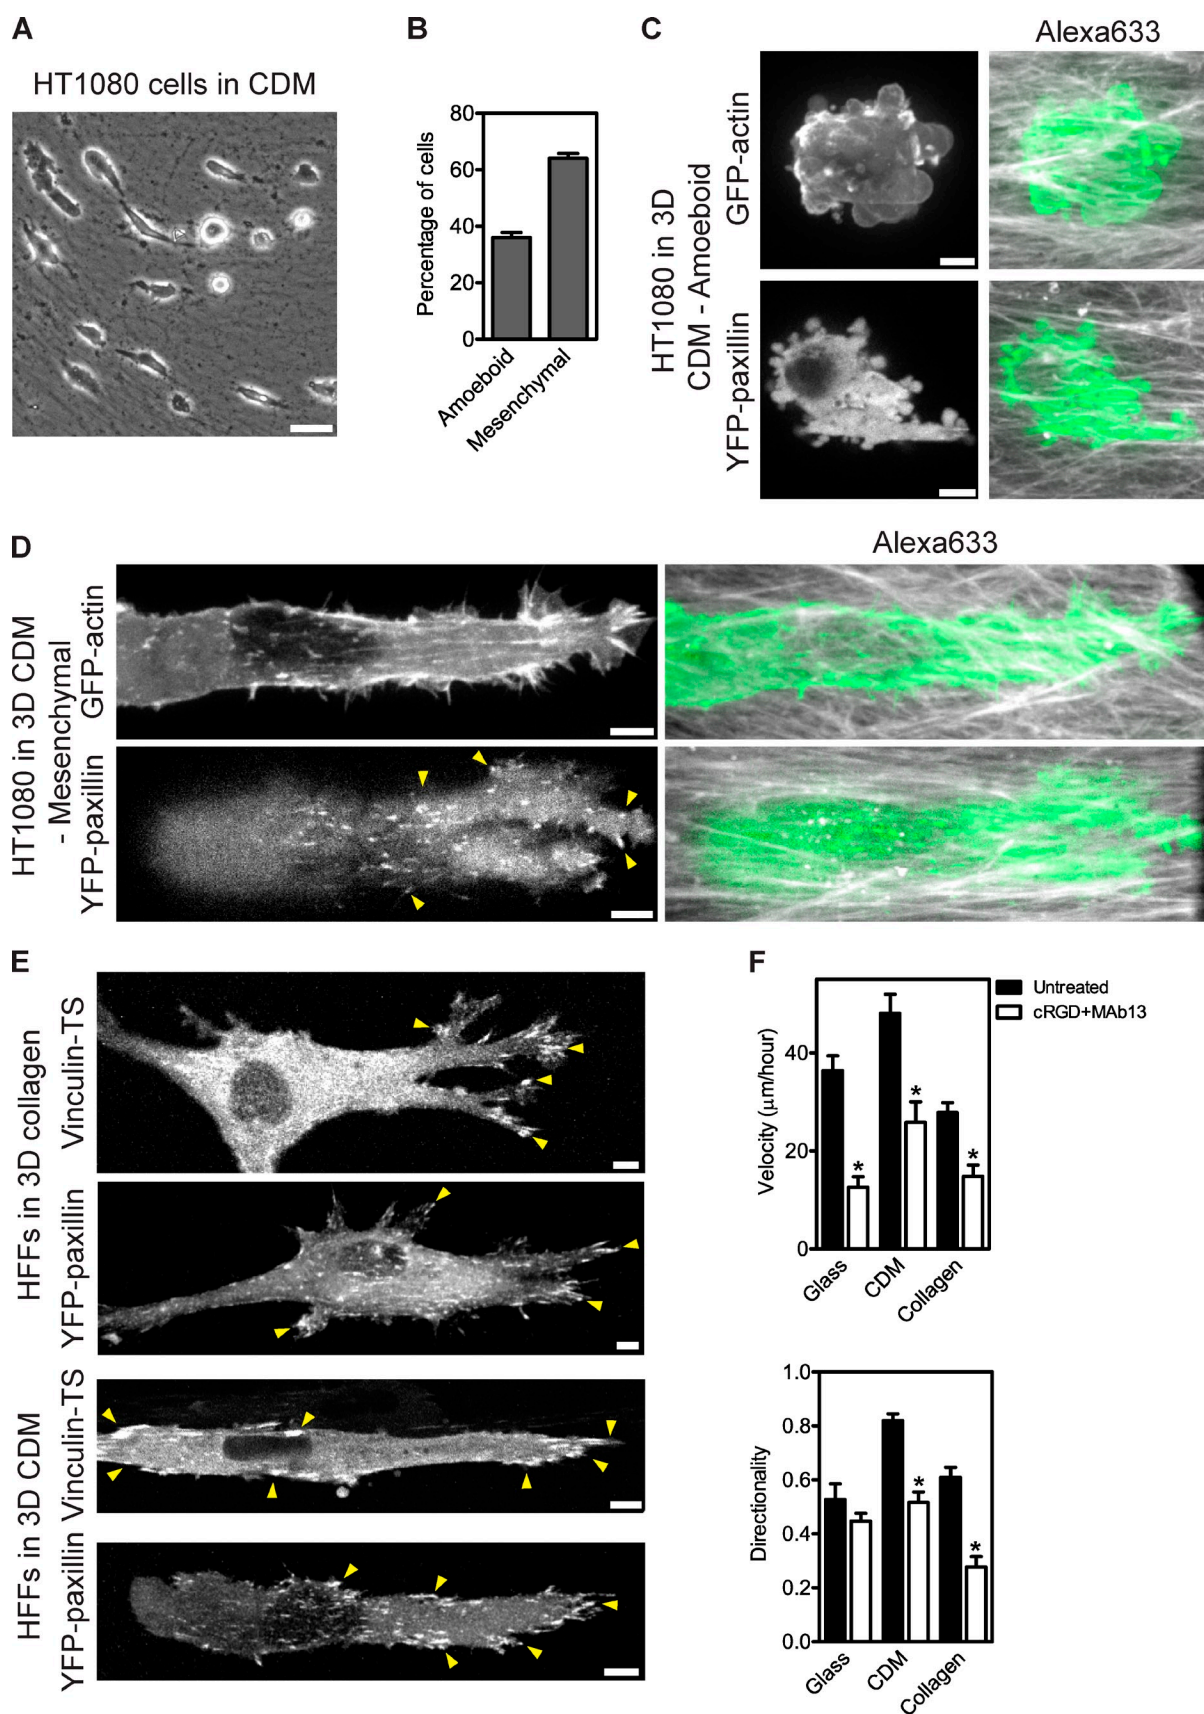 A
HT1080 cells in CDM
B
Percentage of cells
80
60
40
20
0
Amoeboid
Mesenchymal
C
Alexa633
HT1080 in 3D
CDM - Amoeboid
GFP-actin
YFP-paxillin
D
Alexa633
HT1080 in 3D CDM
- Mesenchymal
GFP-actin
YFP-paxillin
E
HFFs in 3D collagen
Vinculin-TS
YFP-paxillin
HFFs in 3D CDM
Vinculin-TS
YFP-paxillin
F
Untreated
cRGD+MAb13
Velocity (μm/hour)
40
20
0
*
*
*
Glass
CDM
Collagen
Directionality
1.0
0.8
0.6
0.4
0.2
0.0
*
*
Glass
CDM
Collagen